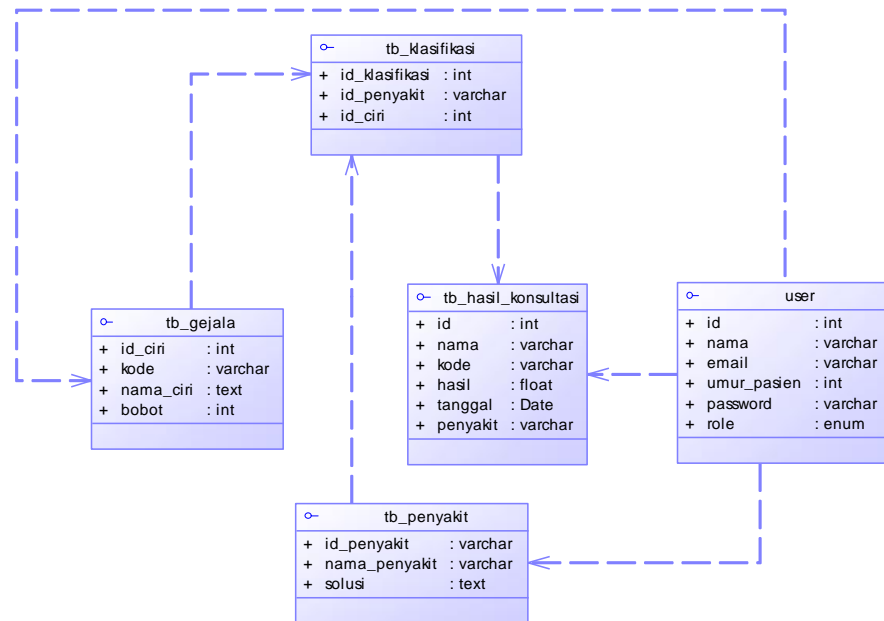 tb_klasifikasi
+ id_klasifikasi : int
+ id_penyakit : varchar
+ id_ciri : int
tb_hasil_konsultasi
+ id : int
+ nama : varchar
+ kode : varchar
+ hasil : float
+ tanggal : Date
+ penyakit : varchar
user
+ id : int
+ nama : varchar
+ email : varchar
+ umur_pasien : int
+ password : varchar
+ role : enum
tb_gejala
+ id_ciri : int
+ kode : varchar
+ nama_ciri : text
+ bobot : int
tb_penyakit
+ id_penyakit : varchar
+ nama_penyakit : varchar
+ solusi : text